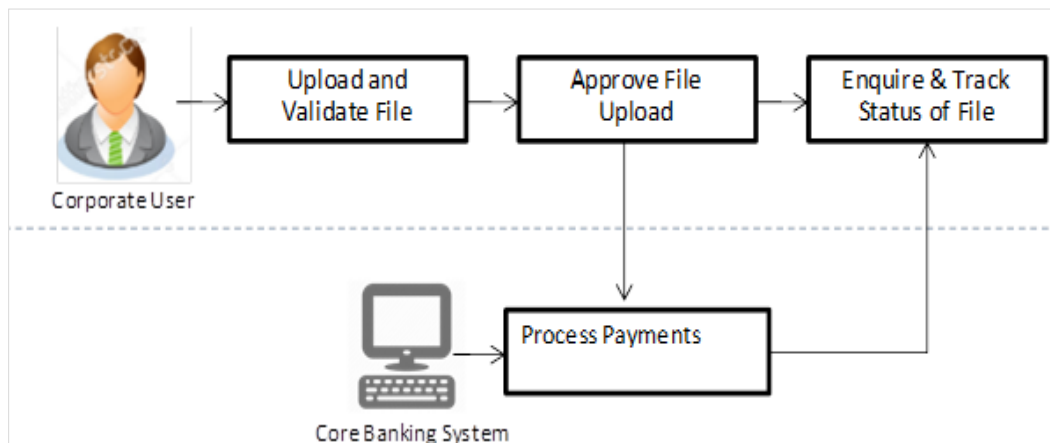 Upload and
Validate File
Approve File
Upload
Enquire & Track
Status of File
Corporate User
Process Payments
Core Banking System